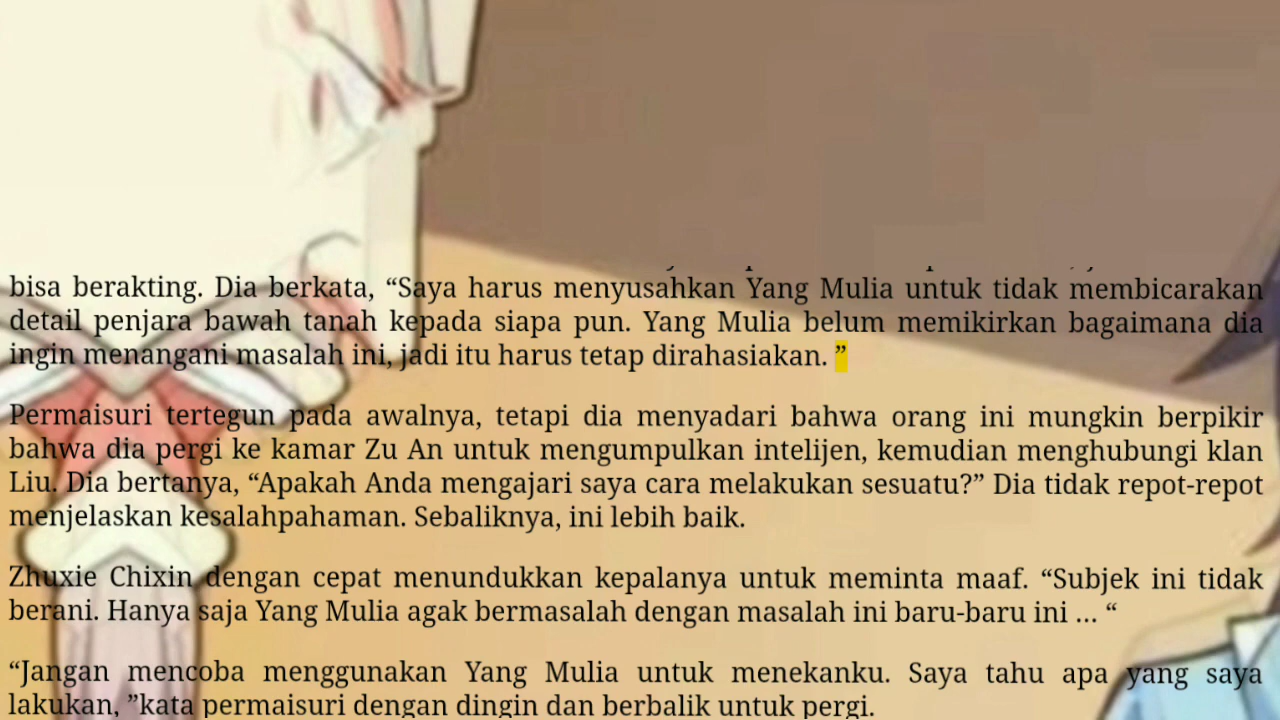 bisa berakting. Dia berkata, “Saya harus menyusahkan Yang Mulia untuk tidak membicarakan
detail penjara bawah tanah kepada siapa pun. Yang Mulia belum memikirkan bagaimana dia
ingin menangani masalah ini, jadi itu harus tetap dirahasiakan. ”
Permaisuri tertegun pada awalnya, tetapi dia menyadari bahwa orang ini mungkin berpikir
bahwa dia pergi ke kamar Zu An untuk mengumpulkan intelijen, kemudian menghubungi klan
Liu. Dia bertanya, “Apakah Anda mengajari saya cara melakukan sesuatu?” Dia tidak repot-repot
menjelaskan kesalahpahaman. Sebaliknya, ini lebih baik.
Zhuxie Chixin dengan cepat menundukkan kepalanya untuk meminta maaf. “Subjek ini tidak
berani. Hanya saja Yang Mulia agak bermasalah dengan masalah ini baru-baru ini … “
“Jangan mencoba menggunakan Yang Mulia untuk menekanku. Saya tahu apa yang saya
lakukan, ”kata permaisuri dengan dingin dan berbalik untuk pergi.